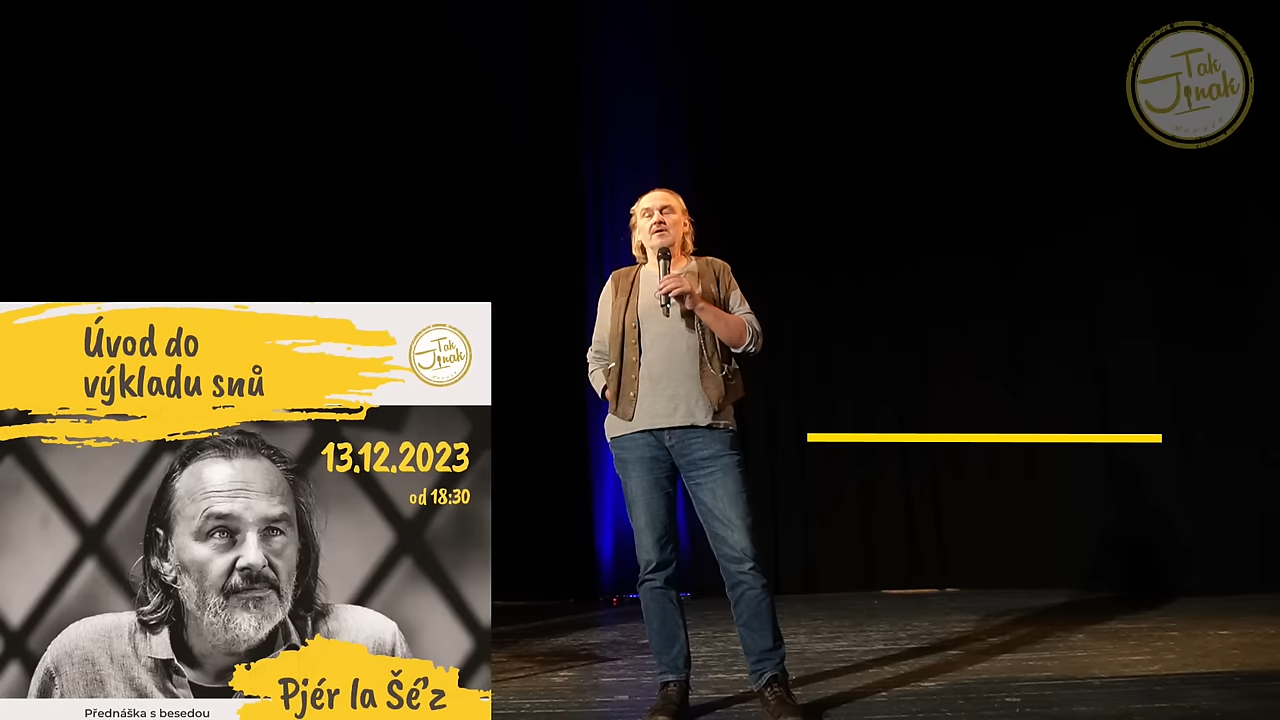 Tak
Jinak
Úvod do
výkladu snů
Tak
Jinak
13.12.2023
od 18:30
Pjér la Šé^z
Přednáška s besedou